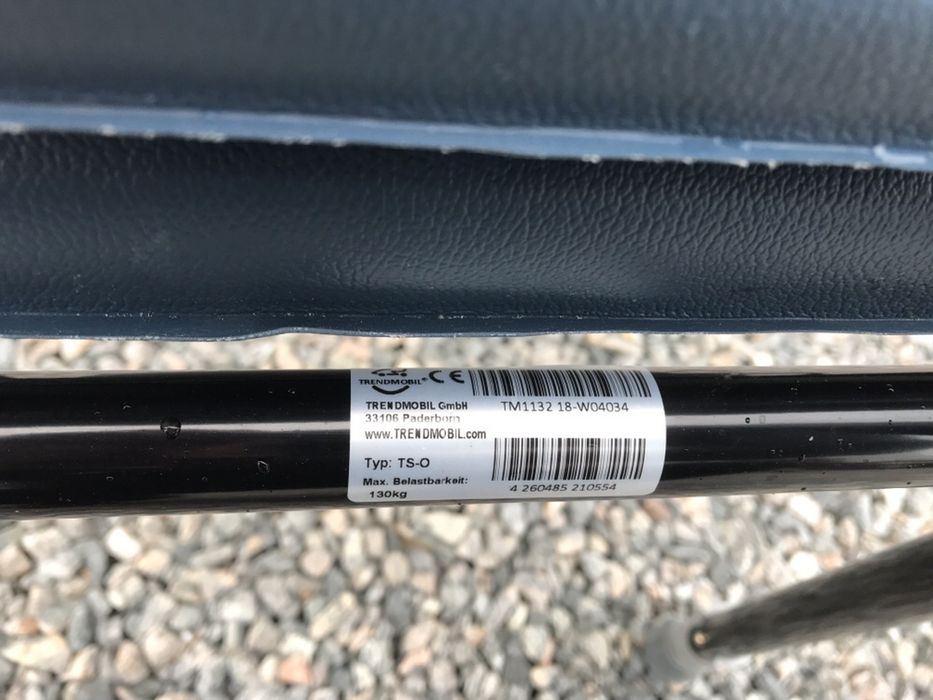 TRENDMOBIL CE
TRENDMOBIL GmbH
33106 Paderborn
www.TRENDMOBIL.com
Typ: TS-O
Max. Belastbarkeit:
130kg
TM1132 18-W04034
4 260485 210554